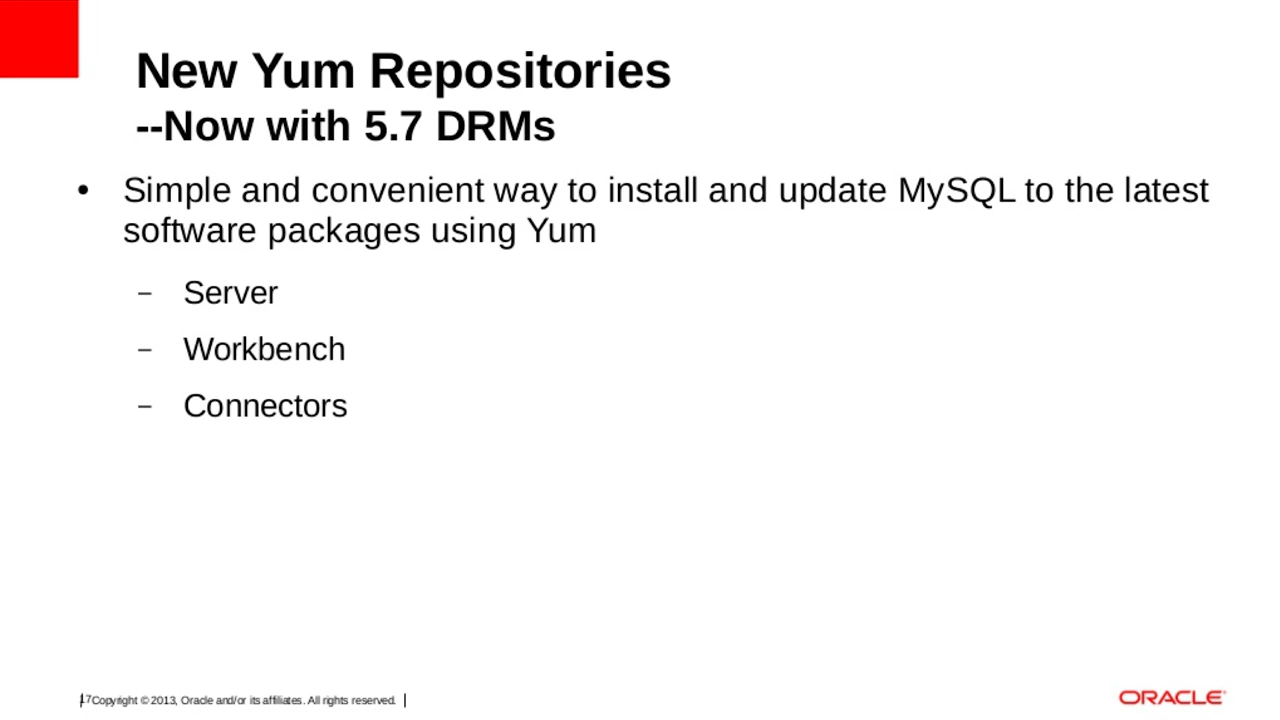 New Yum Repositories
--Now with 5.7 DRMs
• Simple and convenient way to install and update MySQL to the latest
software packages using Yum
– Server
– Workbench
– Connectors
17 Copyright © 2013, Oracle and/or its affiliates. All rights reserved.
ORACLE